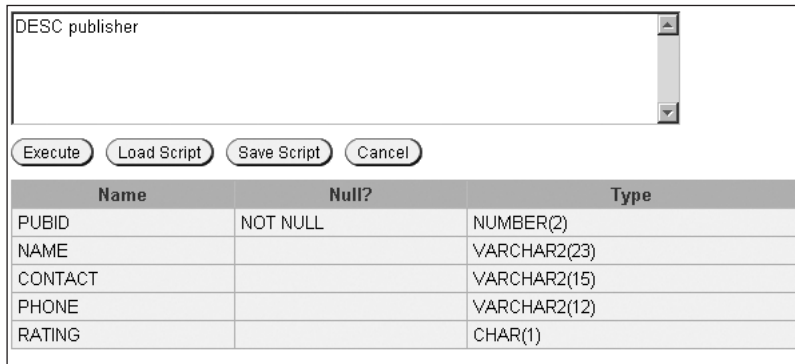 DESC publisher
Execute Load Script Save Script Cancel
Name Null? Type
PUBID NOT NULL NUMBER(2)
NAME VARCHAR2(23)
CONTACT VARCHAR2(15)
PHONE VARCHAR2(12)
RATING CHAR(1)